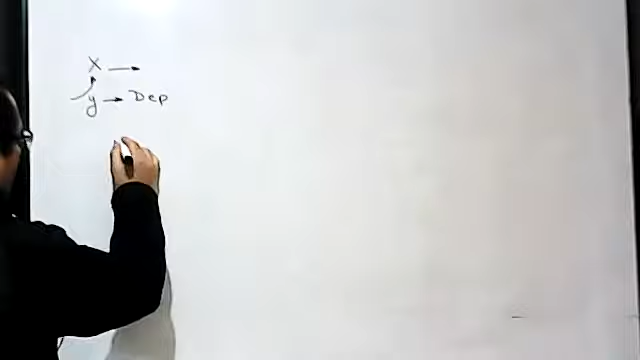 x →
y → Dep